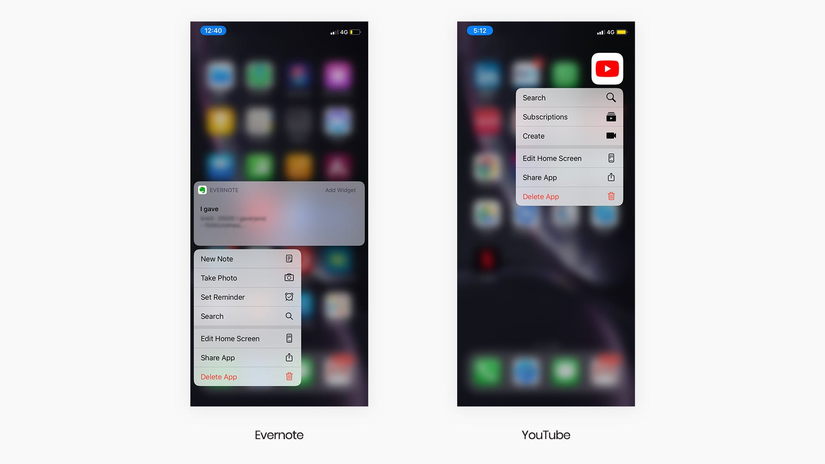 12:40
4G
EVERNOTE
Add Widget
I gave
New Note
Take Photo
Set Reminder
Search
Edit Home Screen
Share App
Delete App
Evernote
5:12
4G
Search
Subscriptions
Create
Edit Home Screen
Share App
Delete App
YouTube